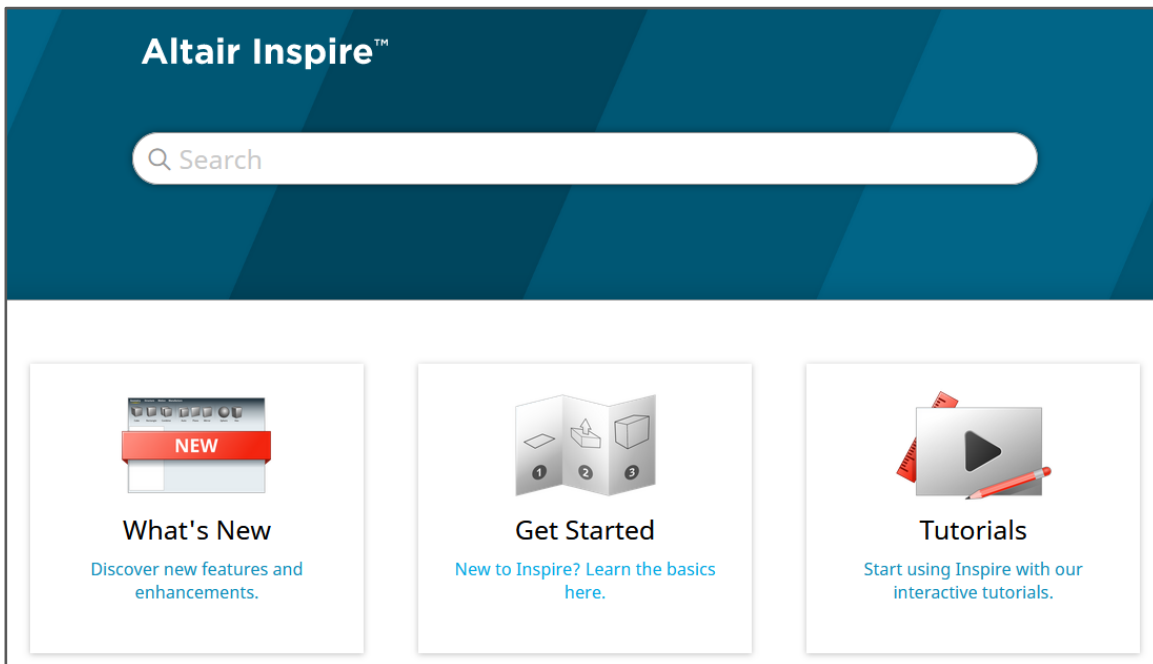 Altair Inspire™
Search
NEW
What's New
Discover new features and
enhancements.
1 2 3
Get Started
New to Inspire? Learn the basics
here.
Tutorials
Start using Inspire with our
interactive tutorials.